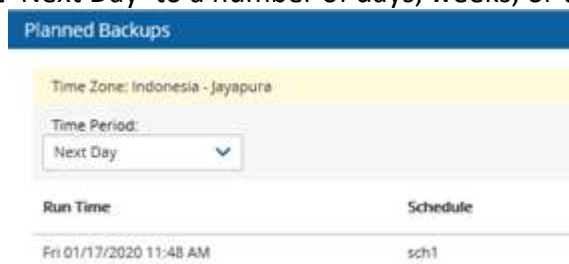 Next Day" to a number of days, weeks, or
Planned Backups
Time Zone: Indonesia - Jayapura
Time Period:
Next Day
Run Time Schedule
Fri 01/17/2020 11:48 AM sch1